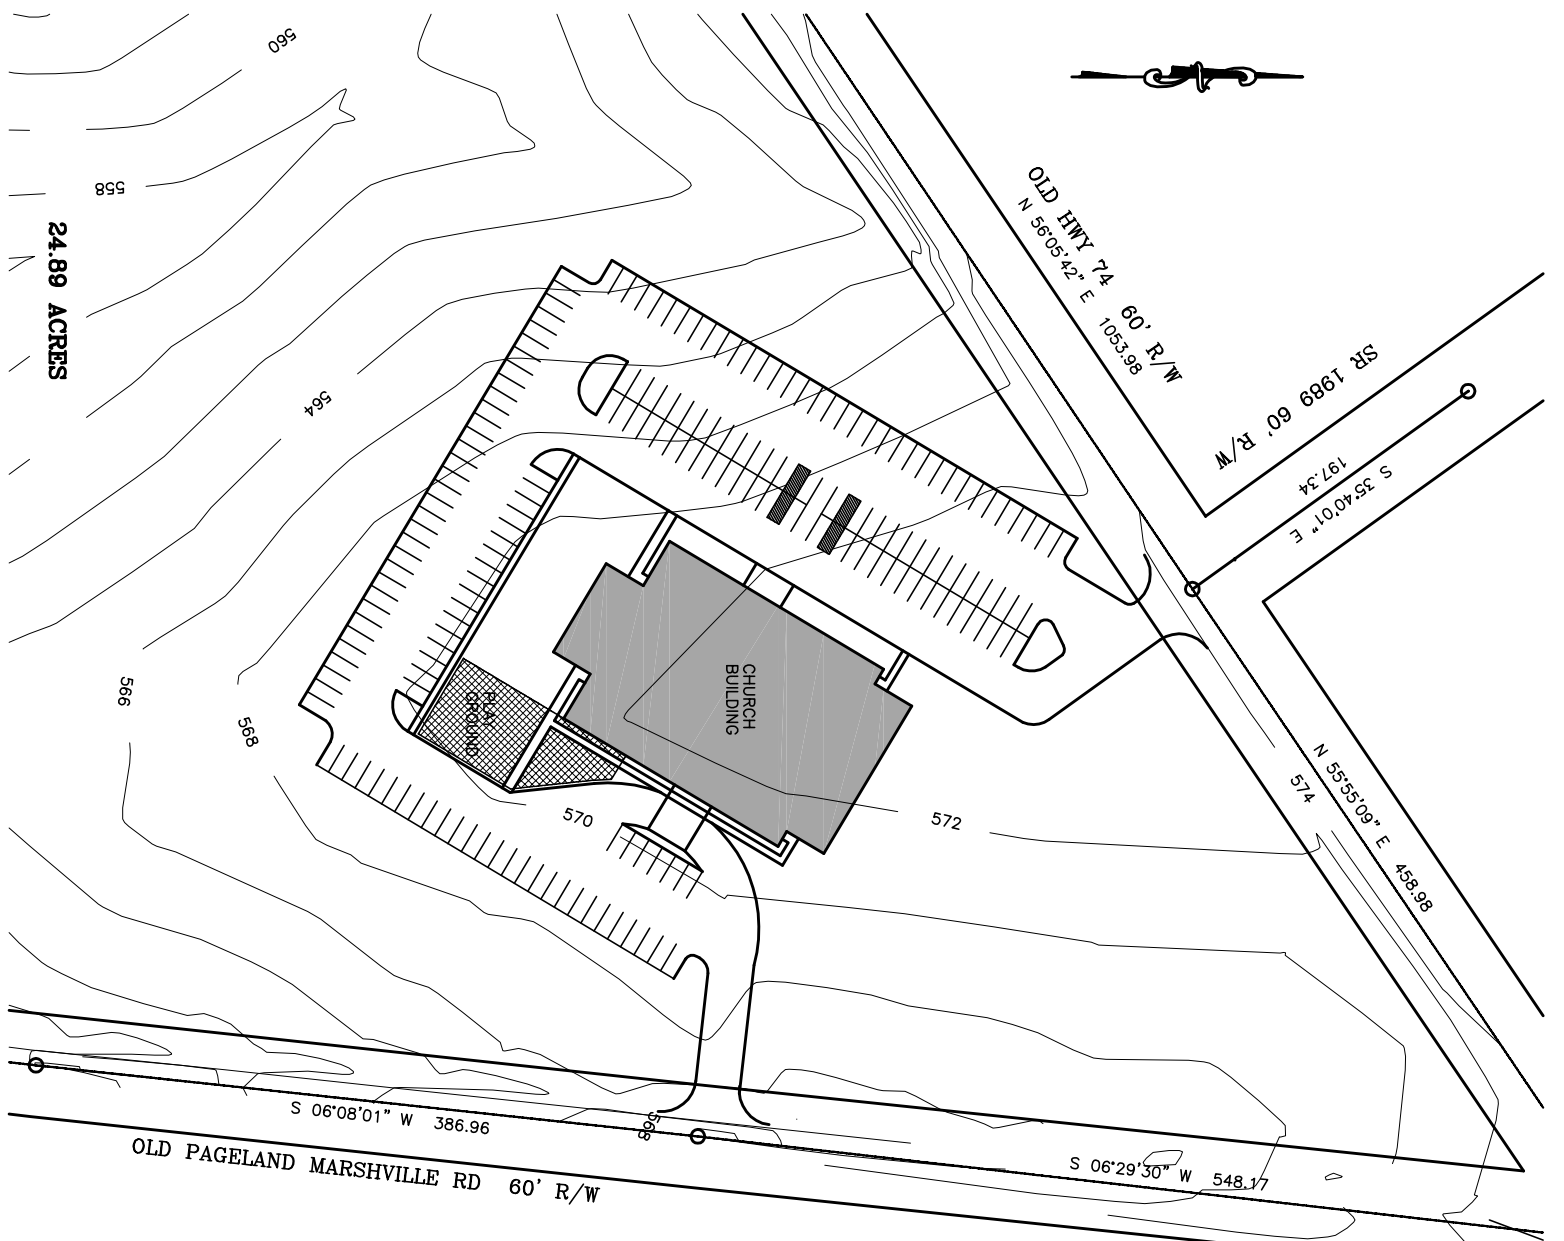 560
558
24.89 ACRES
564
566
568
OLD HWY 74 60' R/W
N 56°05'42" E 1053.98
SR 1989 60' R/W
197.34
S 35°40'01" E
CHURCH
BUILDING
PLAY
GROUND
570
572
574
N 55°55'09" E 458.98
S 06°08'01" W 386.96
568
OLD PAGELAND MARSHVILLE RD 60' R/W
S 06°29'30" W 548.17